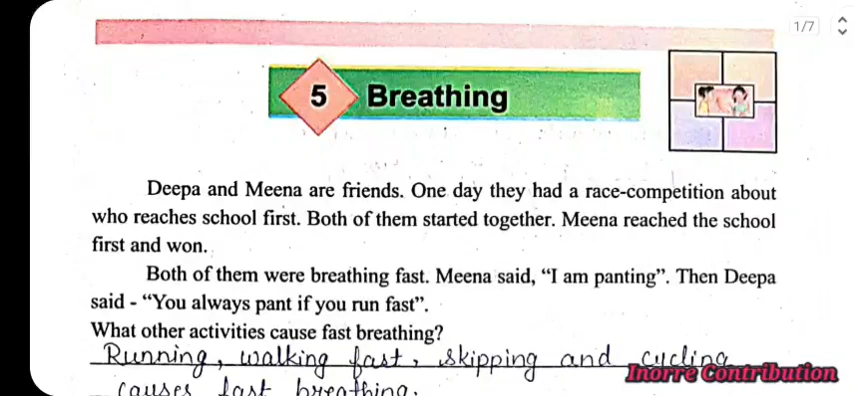 1/7
5 Breathing
Deepa and Meena are friends. One day they had a race-competition about
who reaches school first. Both of them started together. Meena reached the school
first and won.
Both of them were breathing fast. Meena said, “I am panting”. Then Deepa
said - “You always pant if you run fast”.
What other activities cause fast breathing?
Running, walking fast, skipping and cycling
Inorre Contribution
causes fast breathing.